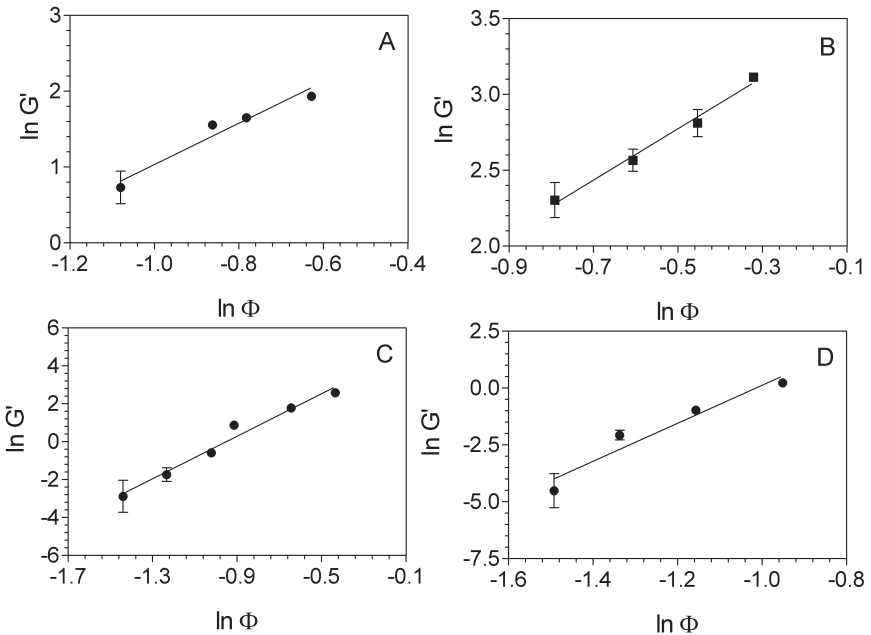 3
2
1
0
ln G'
A
-1.2 -1.0 -0.8 -0.6 -0.4
ln Φ
3.5
3.0
2.5
2.0
ln G'
B
-0.9 -0.7 -0.5 -0.3 -0.1
ln Φ
6
4
2
0
-2
-4
-6
ln G'
C
-1.7 -1.3 -0.9 -0.5 -0.1
ln Φ
2.5
0.0
-2.5
-5.0
-7.5
ln G'
D
-1.6 -1.4 -1.2 -1.0 -0.8
ln Φ